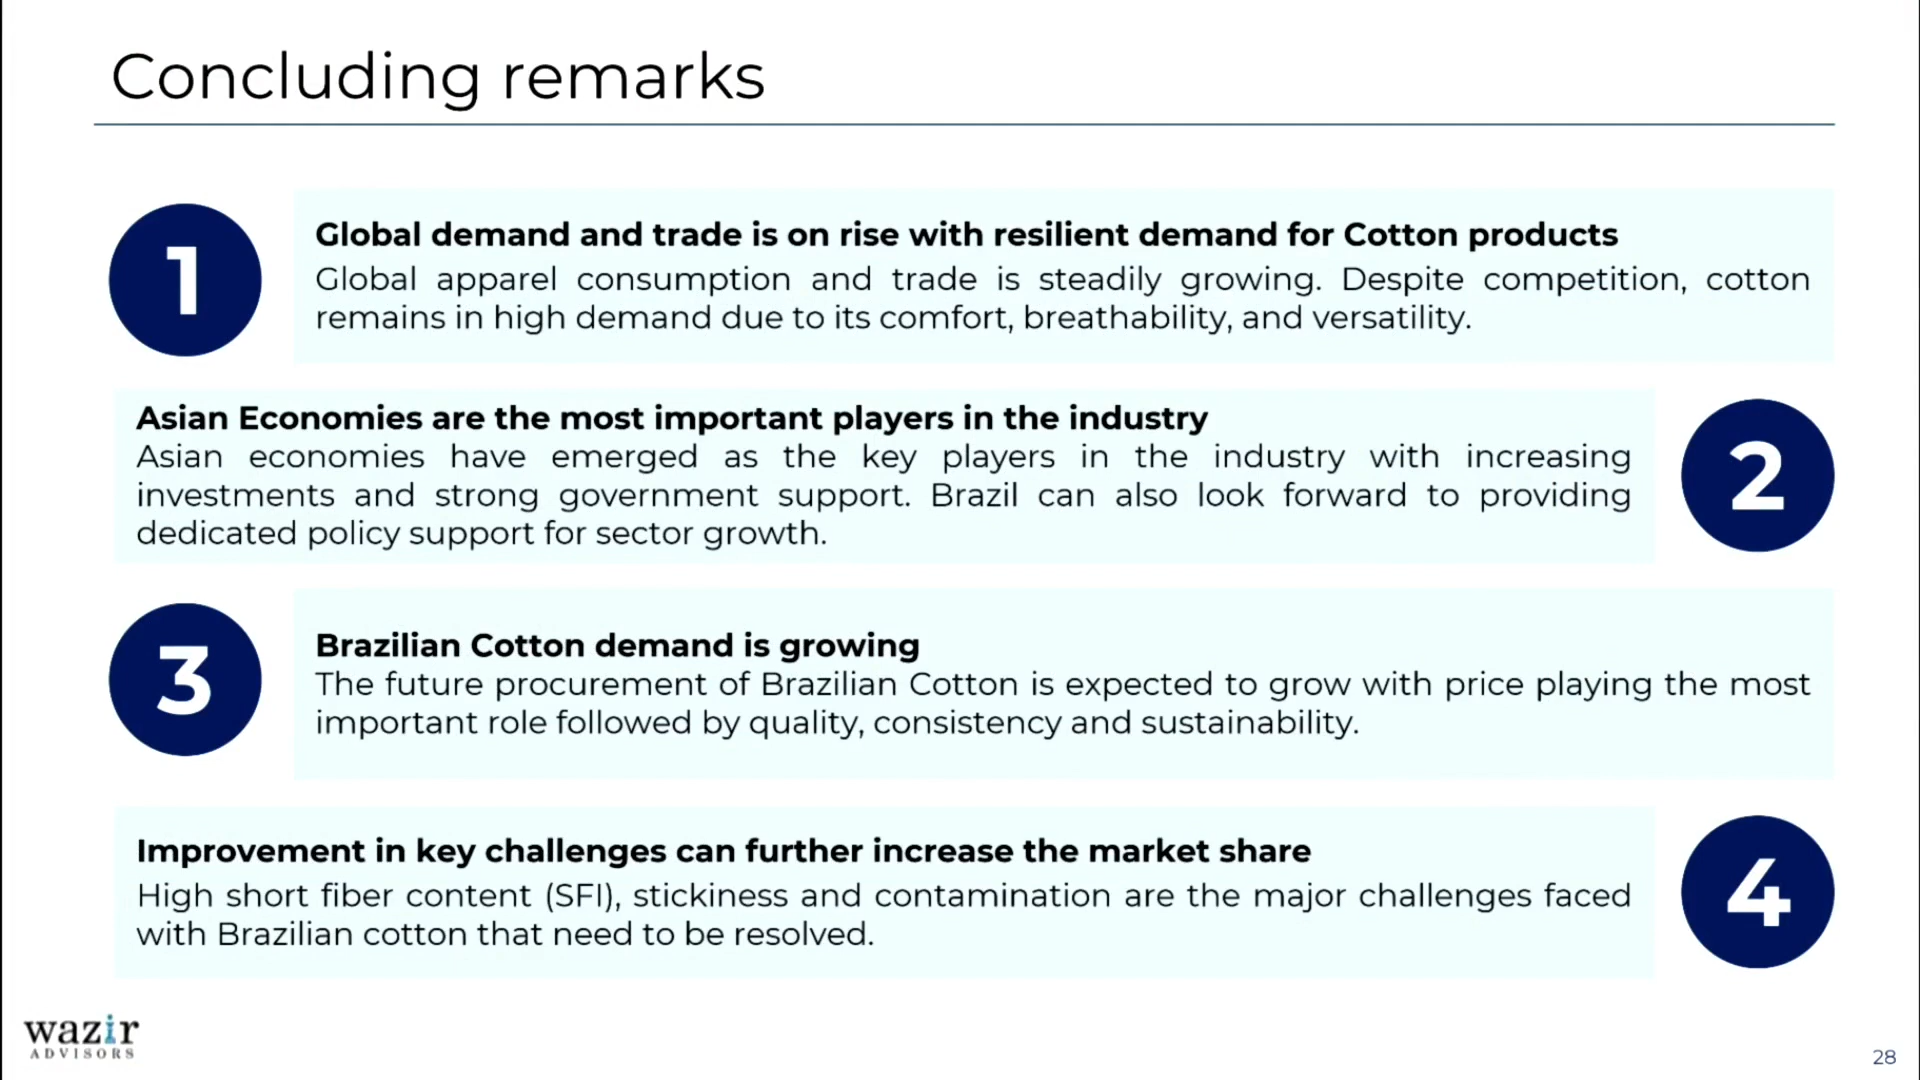 Concluding remarks
1
Global demand and trade is on rise with resilient demand for Cotton products
Global apparel consumption and trade is steadily growing. Despite competition, cotton
remains in high demand due to its comfort, breathability, and versatility.
Asian Economies are the most important players in the industry
Asian economies have emerged as the key players in the industry with increasing
investments and strong government support. Brazil can also look forward to providing
dedicated policy support for sector growth.
2
3
Brazilian Cotton demand is growing
The future procurement of Brazilian Cotton is expected to grow with price playing the most
important role followed by quality, consistency and sustainability.
Improvement in key challenges can further increase the market share
High short fiber content (SFI), stickiness and contamination are the major challenges faced
with Brazilian cotton that need to be resolved.
4
wazir
ADVISORS
28